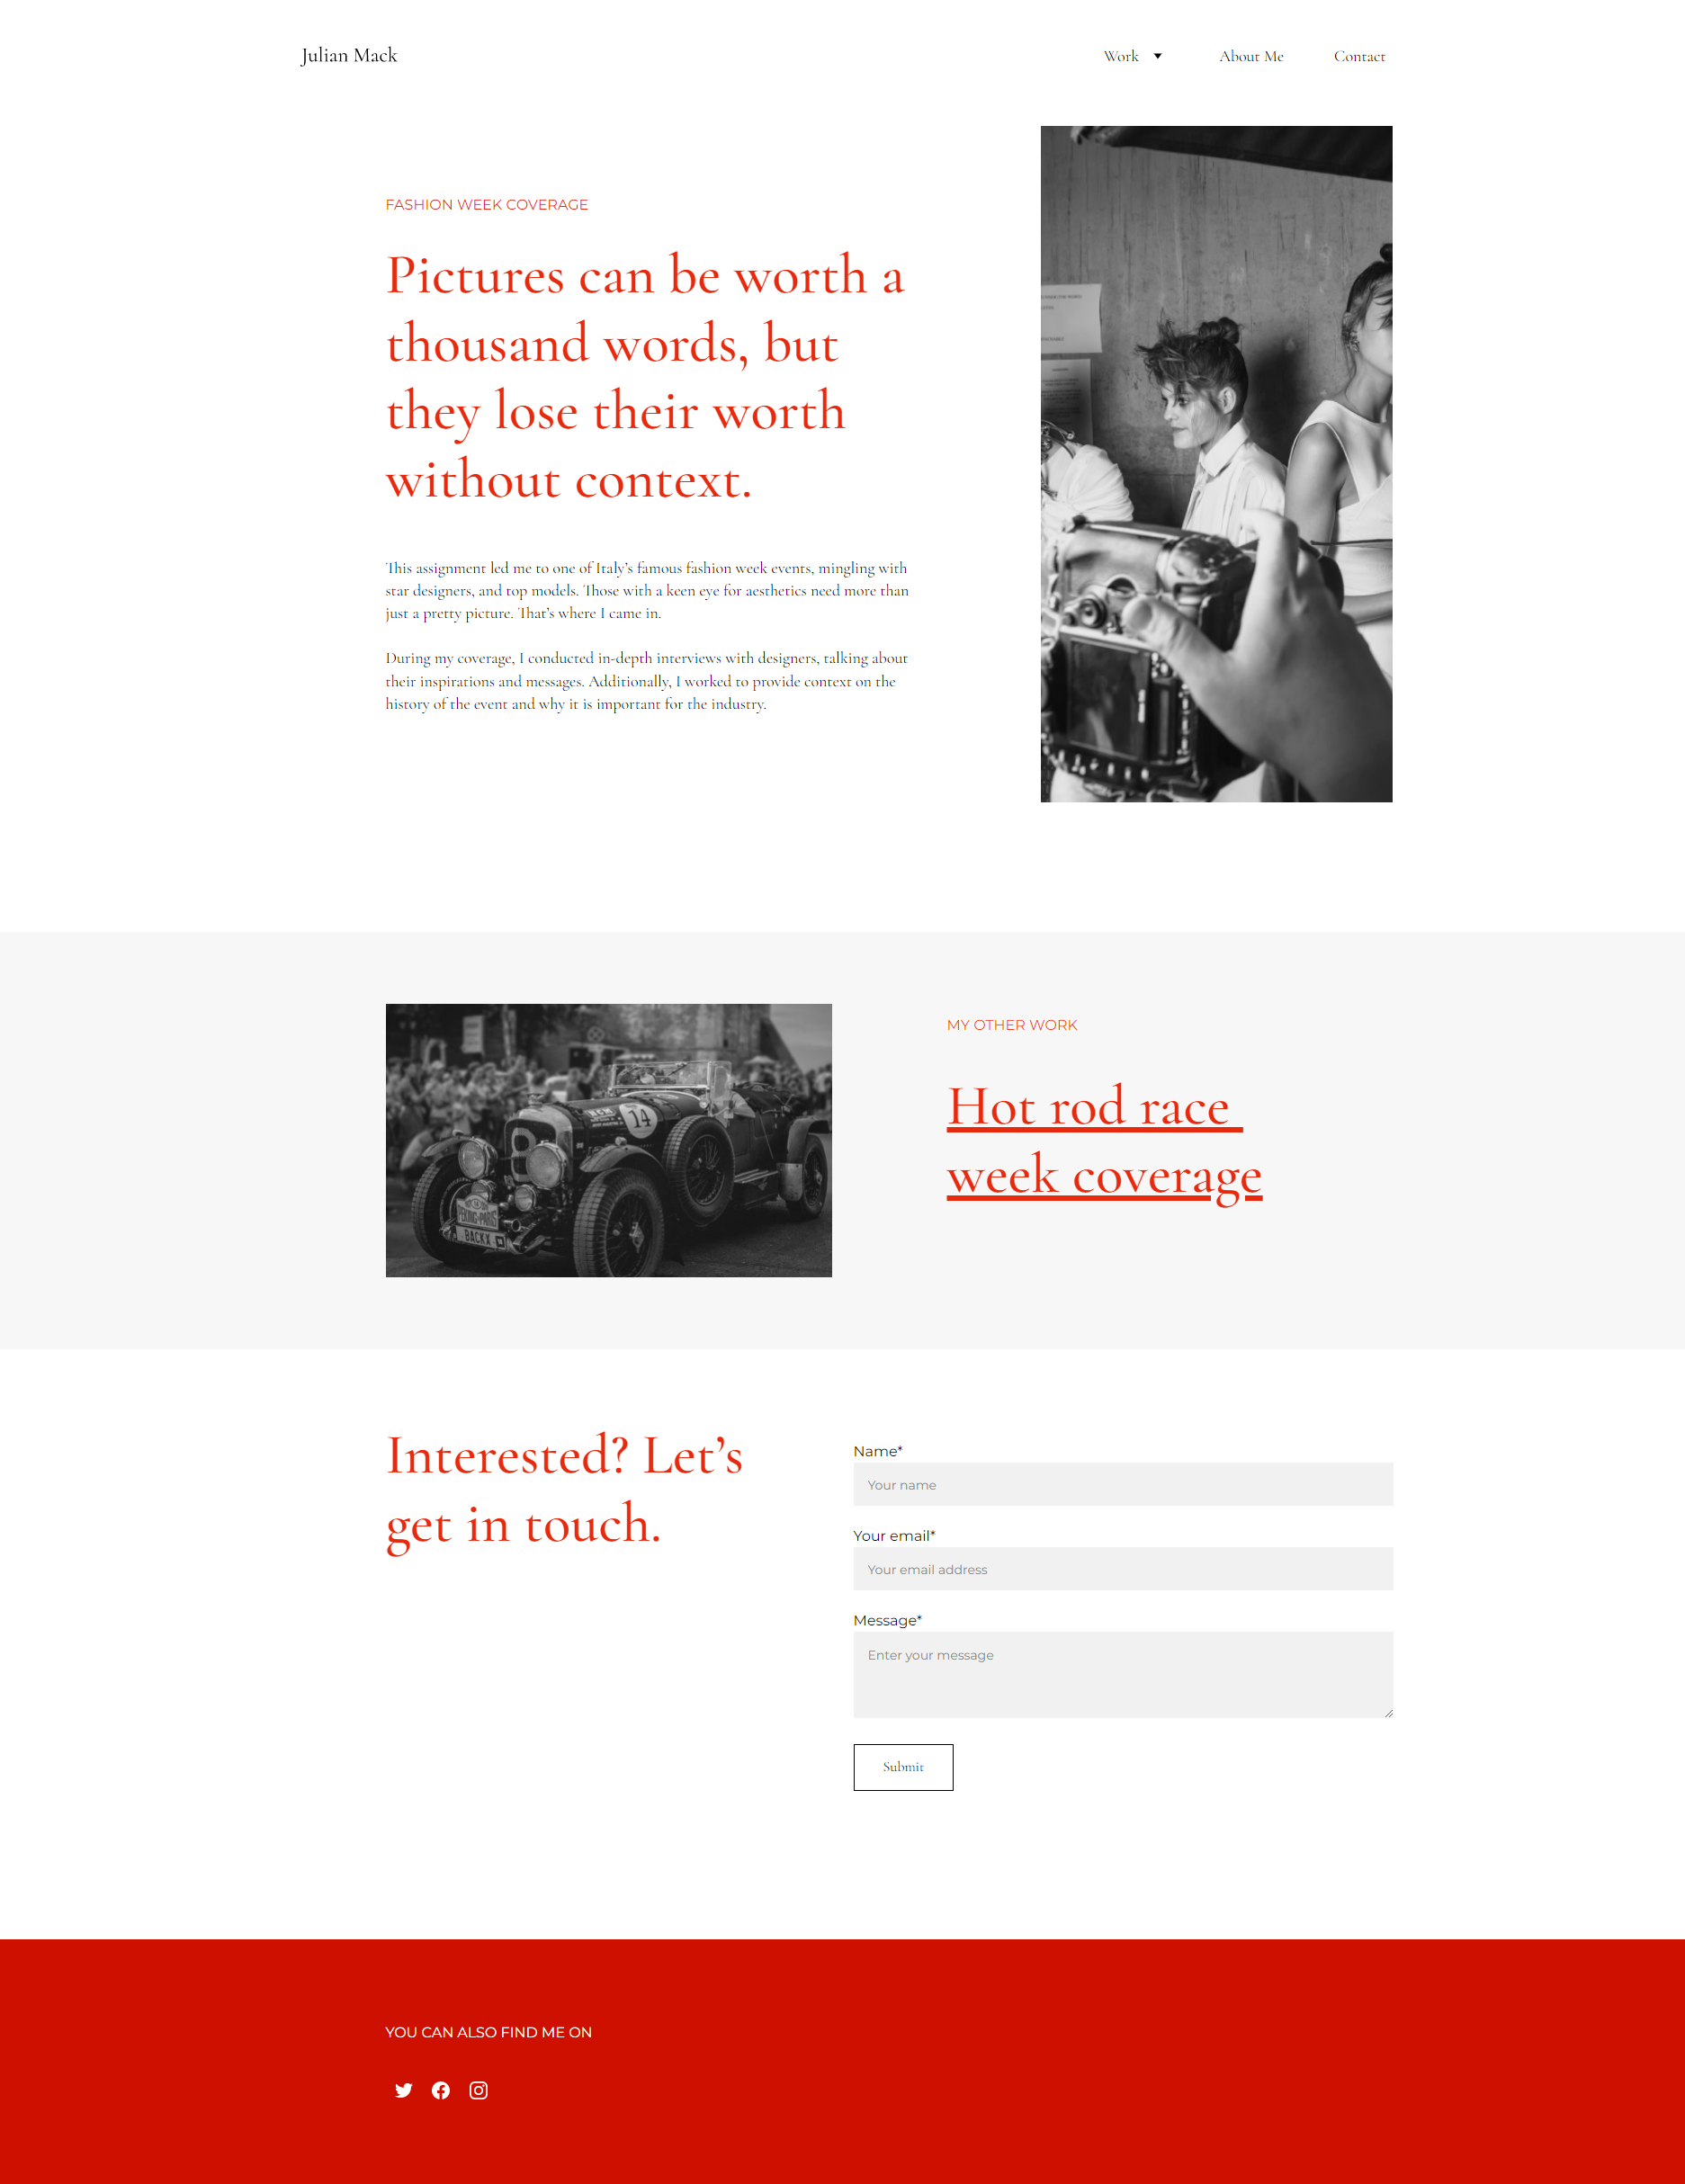 Julian Mack
Work
About Me
Contact
FASHION WEEK COVERAGE
Pictures can be worth a
thousand words, but
they lose their worth
without context.
This assignment led me to one of Italy’s famous fashion week events, mingling with
star designers, and top models. Those with a keen eye for aesthetics need more than
just a pretty picture. That’s where I came in.
During my coverage, I conducted in-depth interviews with designers, talking about
their inspirations and messages. Additionally, I worked to provide context on the
history of the event and why it is important for the industry.
14
BACKX
MY OTHER WORK
Hot rod race
week coverage
Interested? Let’s
get in touch.
Name*
Your name
Your email*
Your email address
Message*
Enter your message
Submit
YOU CAN ALSO FIND ME ON